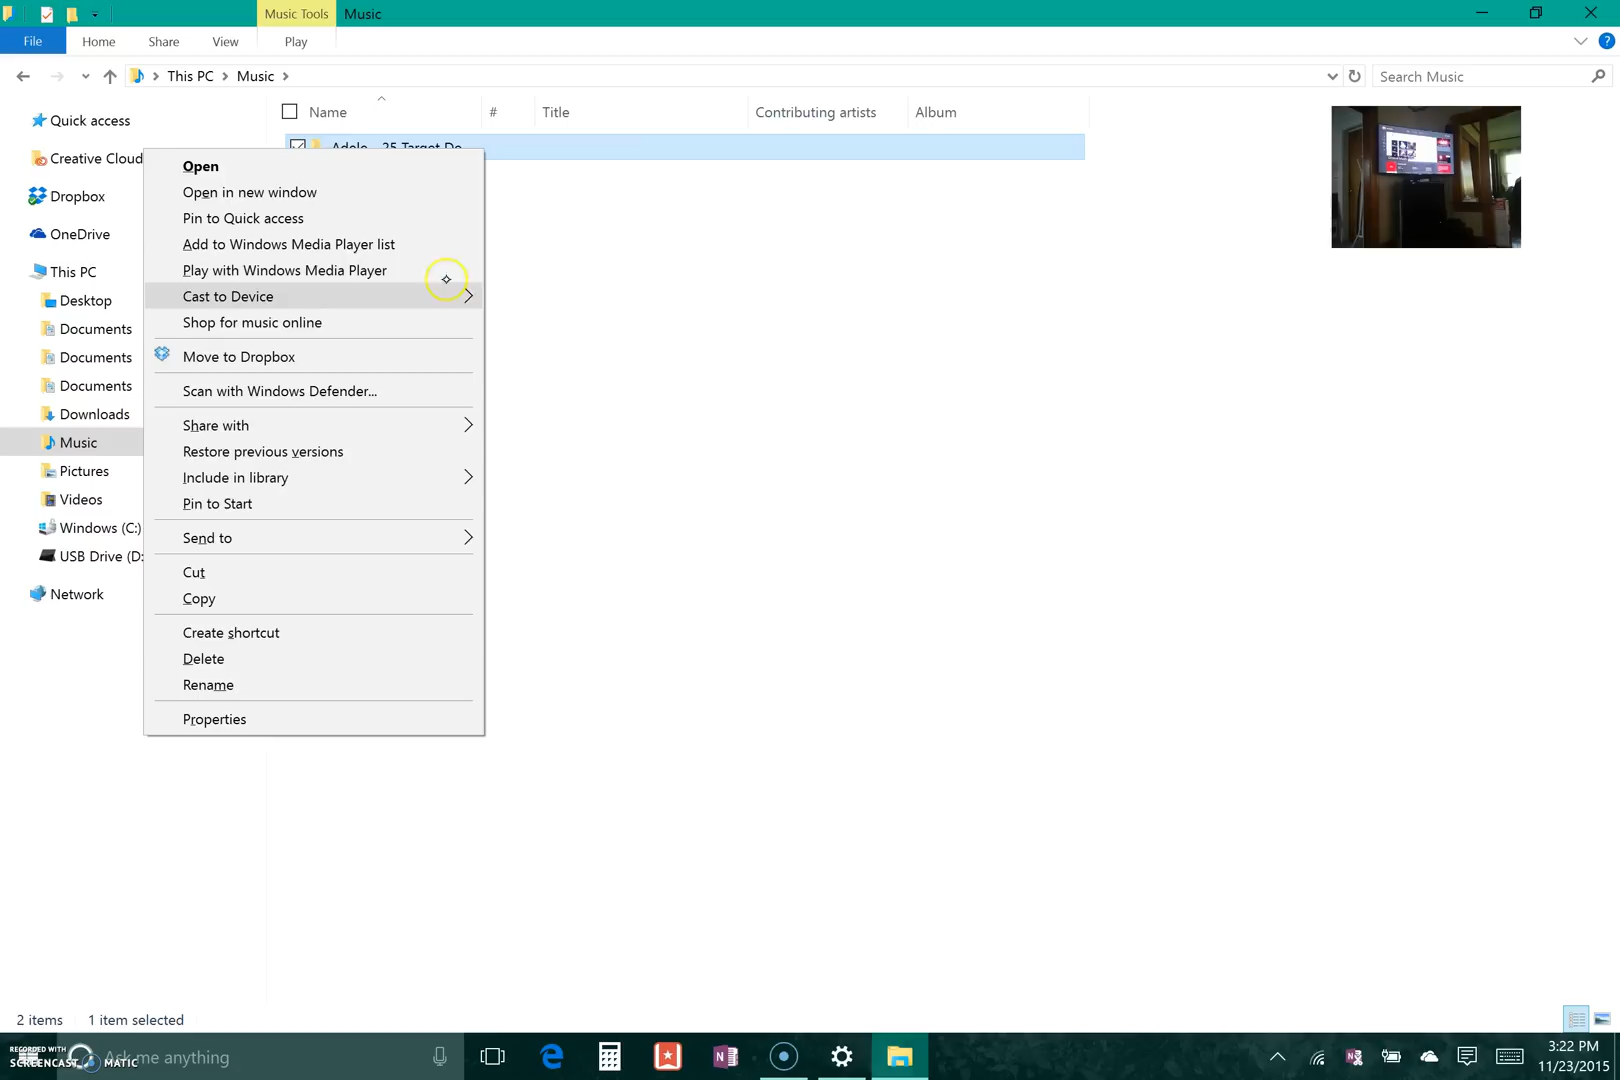 Music Tools
Music
File
Home
Share
View
Play
This PC
Music
Search Music
Quick access
Creative Cloud
Dropbox
OneDrive
This PC
Desktop
Documents
Documents
Documents
Downloads
Music
Pictures
Videos
Windows (C:)
USB Drive (D:
Network
Name
#
Title
Contributing artists
Album
Open
Open in new window
Pin to Quick access
Add to Windows Media Player list
Play with Windows Media Player
Cast to Device
Shop for music online
Move to Dropbox
Scan with Windows Defender...
Share with
Restore previous versions
Include in library
Pin to Start
Send to
Cut
Copy
Create shortcut
Delete
Rename
Properties
2 items
1 item selected
RECORDED WITH
SCREENCAST MATIC
Ask me anything
3:22 PM
11/23/2015